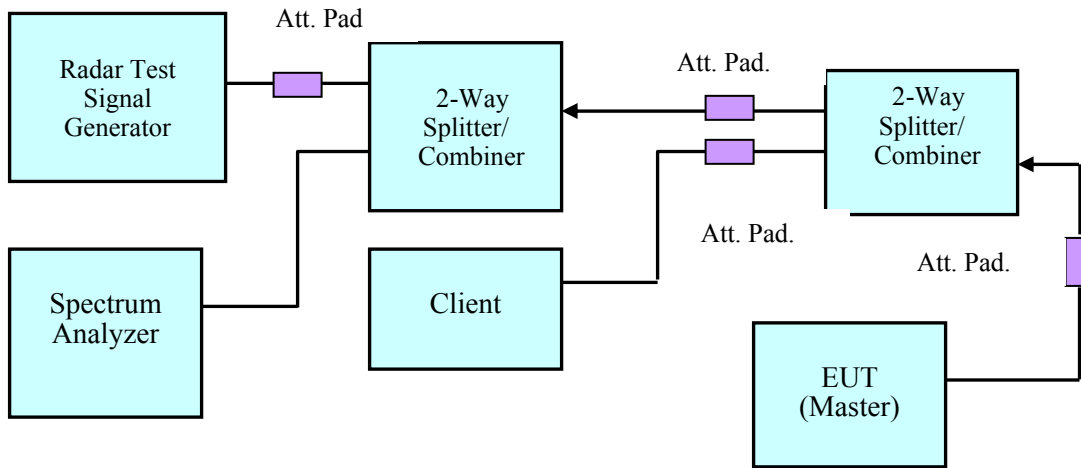 Att. Pad
Radar Test
Signal
Generator
2-Way
Splitter/
Combiner
Att. Pad.
2-Way
Splitter/
Combiner
Att. Pad.
Att. Pad.
Spectrum
Analyzer
Client
EUT
(Master)